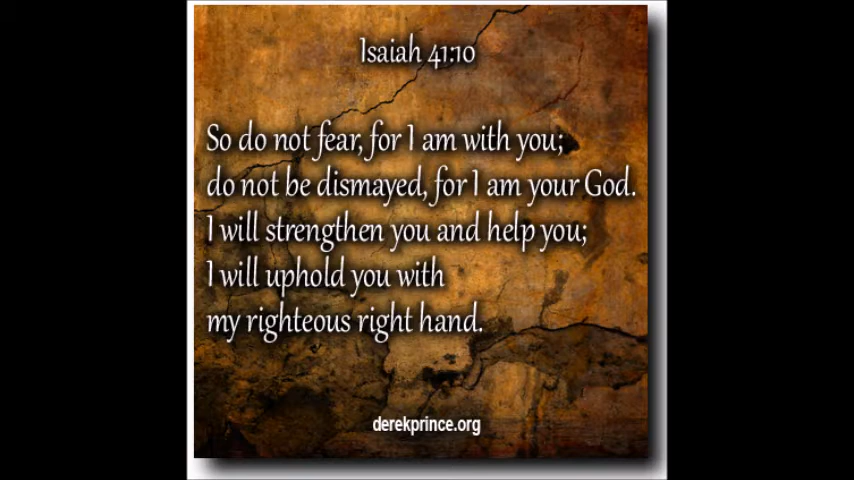 Isaiah 41:10
So do not fear, for I am with you;
do not be dismayed, for I am your God.
I will strengthen you and help you;
I will uphold you with
my righteous right hand.
derekprince.org